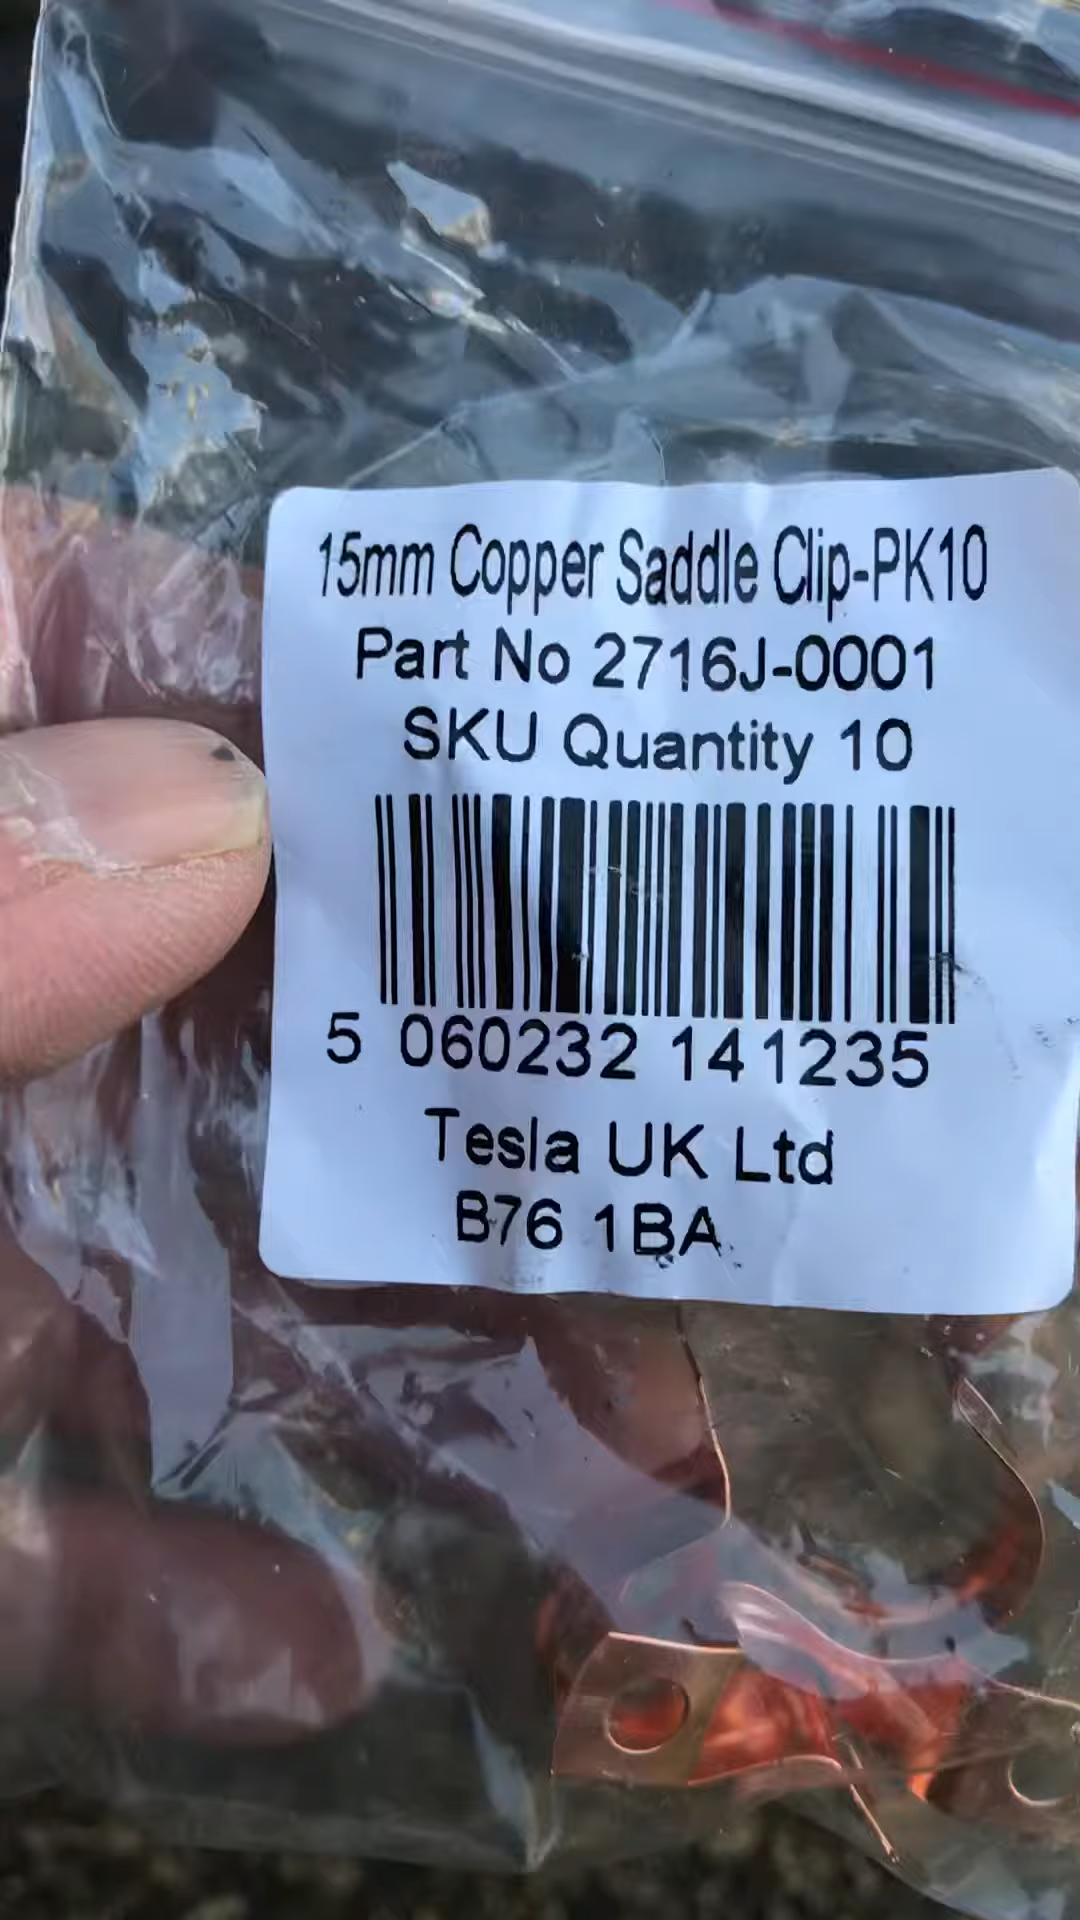 15mm Copper Saddle Clip-PK10
Part No 2716J-0001
SKU Quantity 10
5 060232 141235
Tesla UK Ltd
B76 1BA